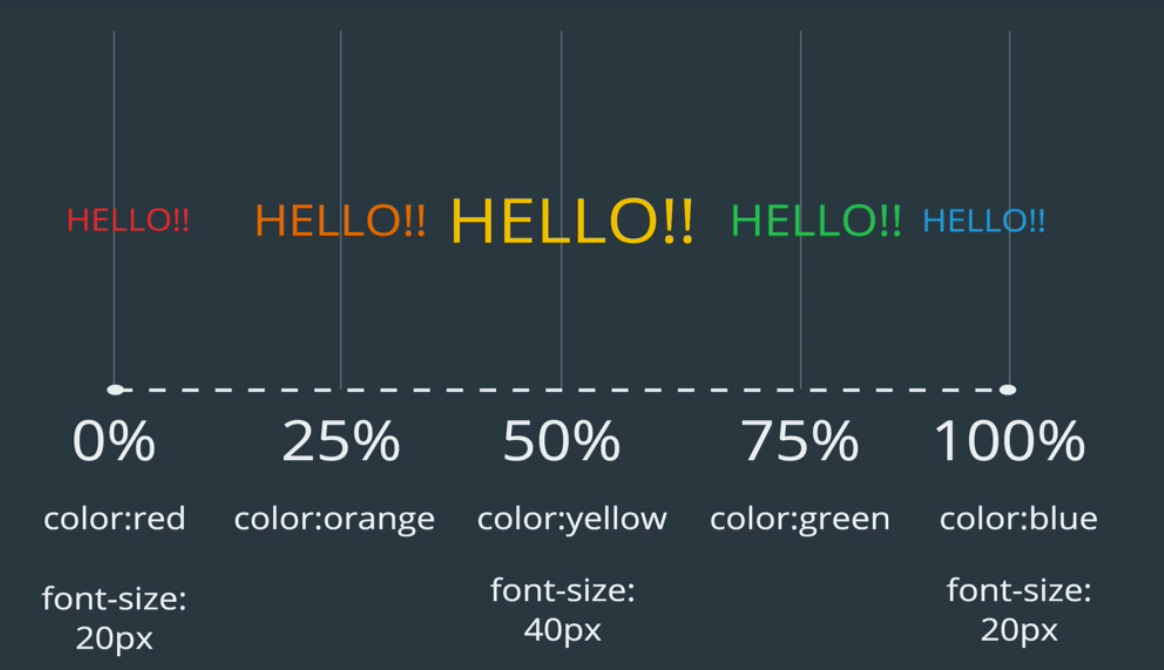 HELLO!! HELLO!! HELLO!! HELLO!! HELLO!!
0% 25% 50% 75% 100%
color:red color:orange color:yellow color:green color:blue
font-size: font-size: font-size:
20px 40px 20px